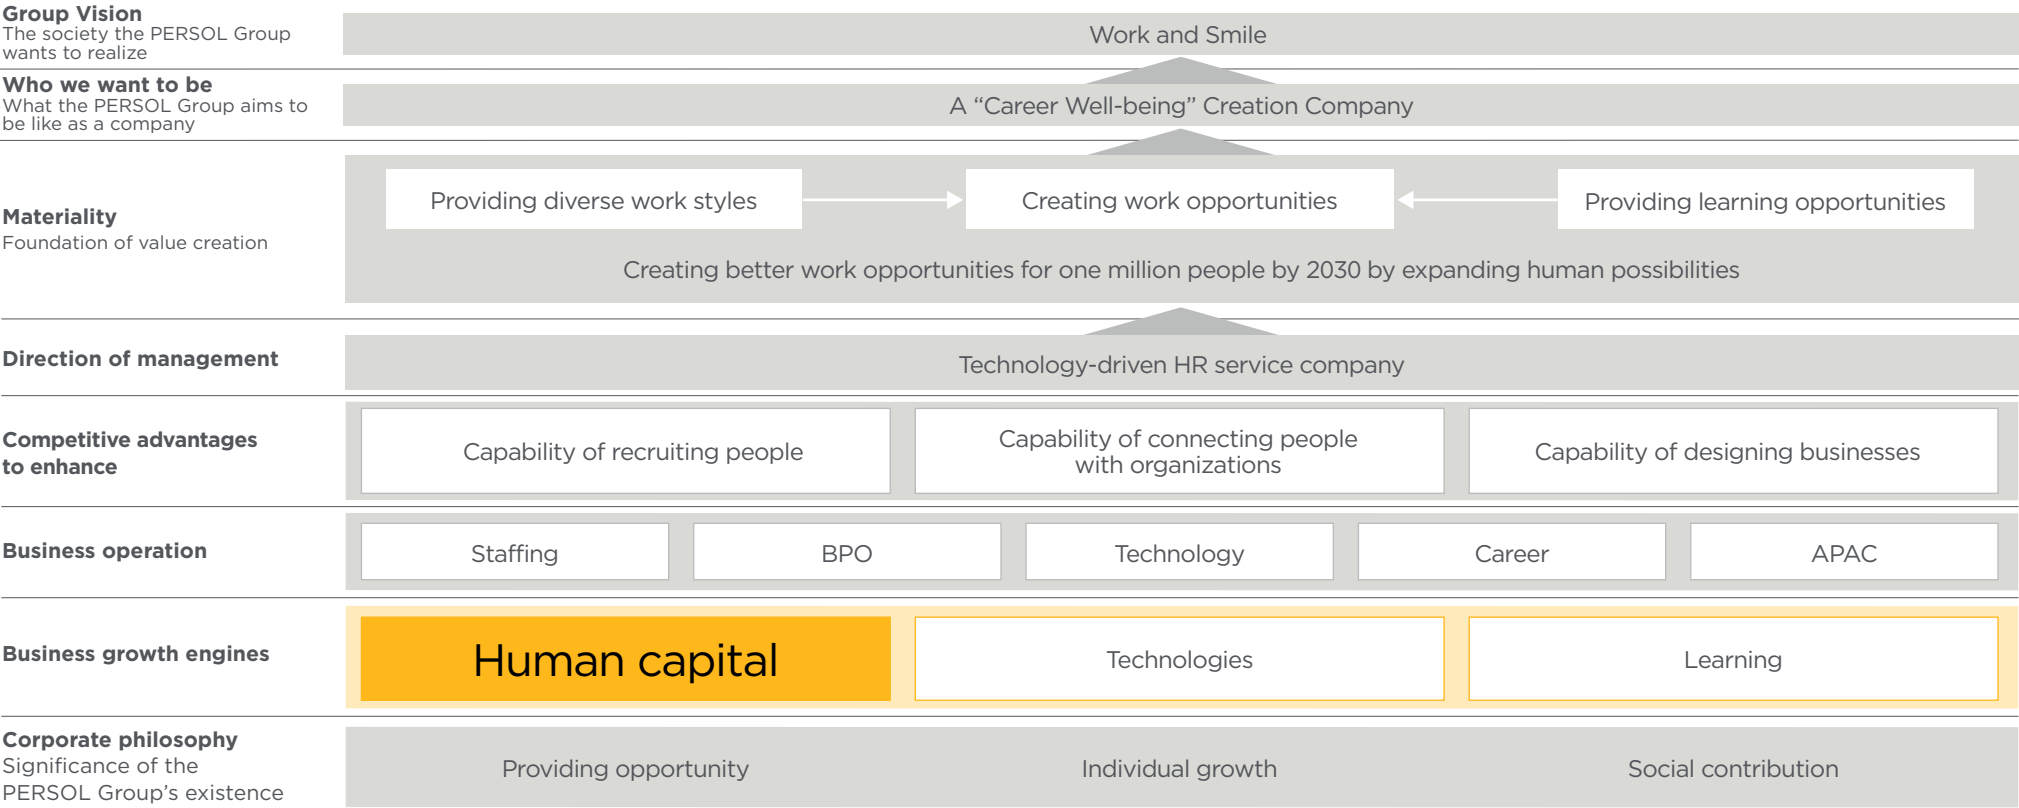 Group Vision
The society the PERSOL Group
wants to realize
Work and Smile
Who we want to be
What the PERSOL Group aims to
be like as a company
A “Career Well-being” Creation Company
Materiality
Foundation of value creation
Providing diverse work styles
Creating work opportunities
Providing learning opportunities
Creating better work opportunities for one million people by 2030 by expanding human possibilities
Direction of management
Technology-driven HR service company
Competitive advantages
to enhance
Capability of recruiting people
Capability of connecting people
with organizations
Capability of designing businesses
Business operation
Staffing
BPO
Technology
Career
APAC
Business growth engines
Human capital
Technologies
Learning
Corporate philosophy
Significance of the
PERSOL Group’s existence
Providing opportunity
Individual growth
Social contribution